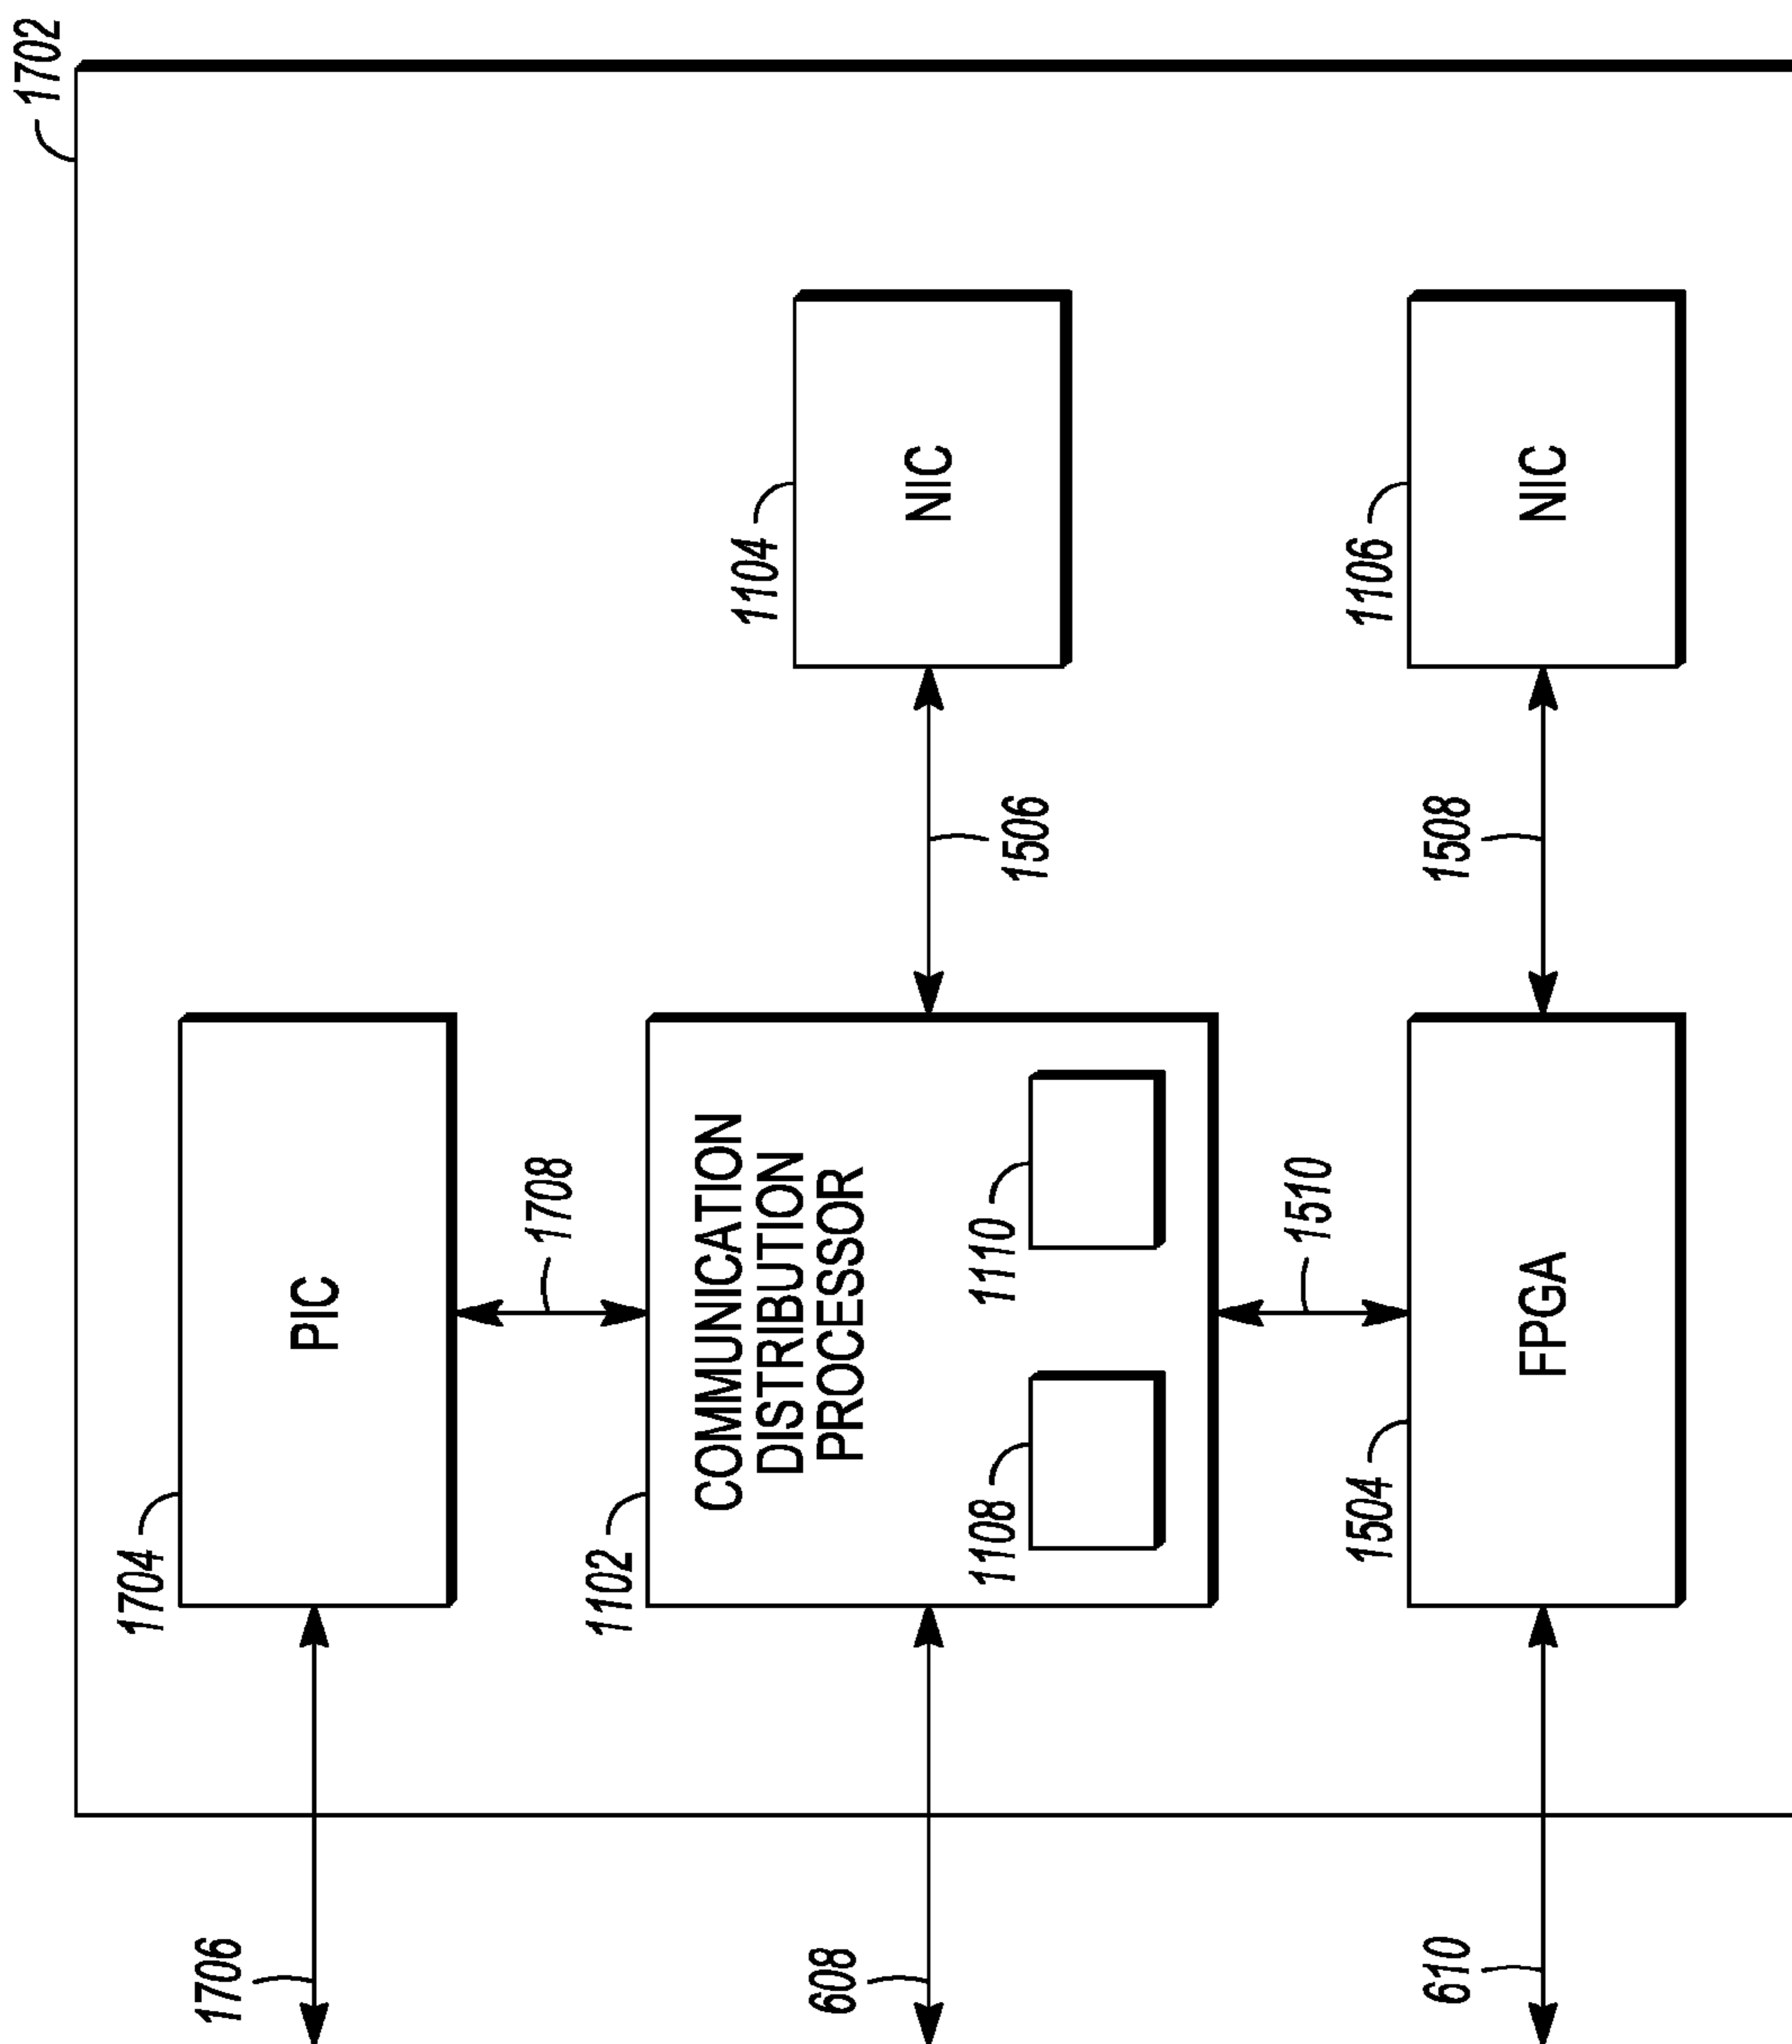 1702
1706
1704
PIC
1708
608
1102
COMMUNICATION
DISTRIBUTION
PROCESSOR
1108
1110
1506
1104
NIC
610
1504
FPGA
1510
1508
1106
NIC